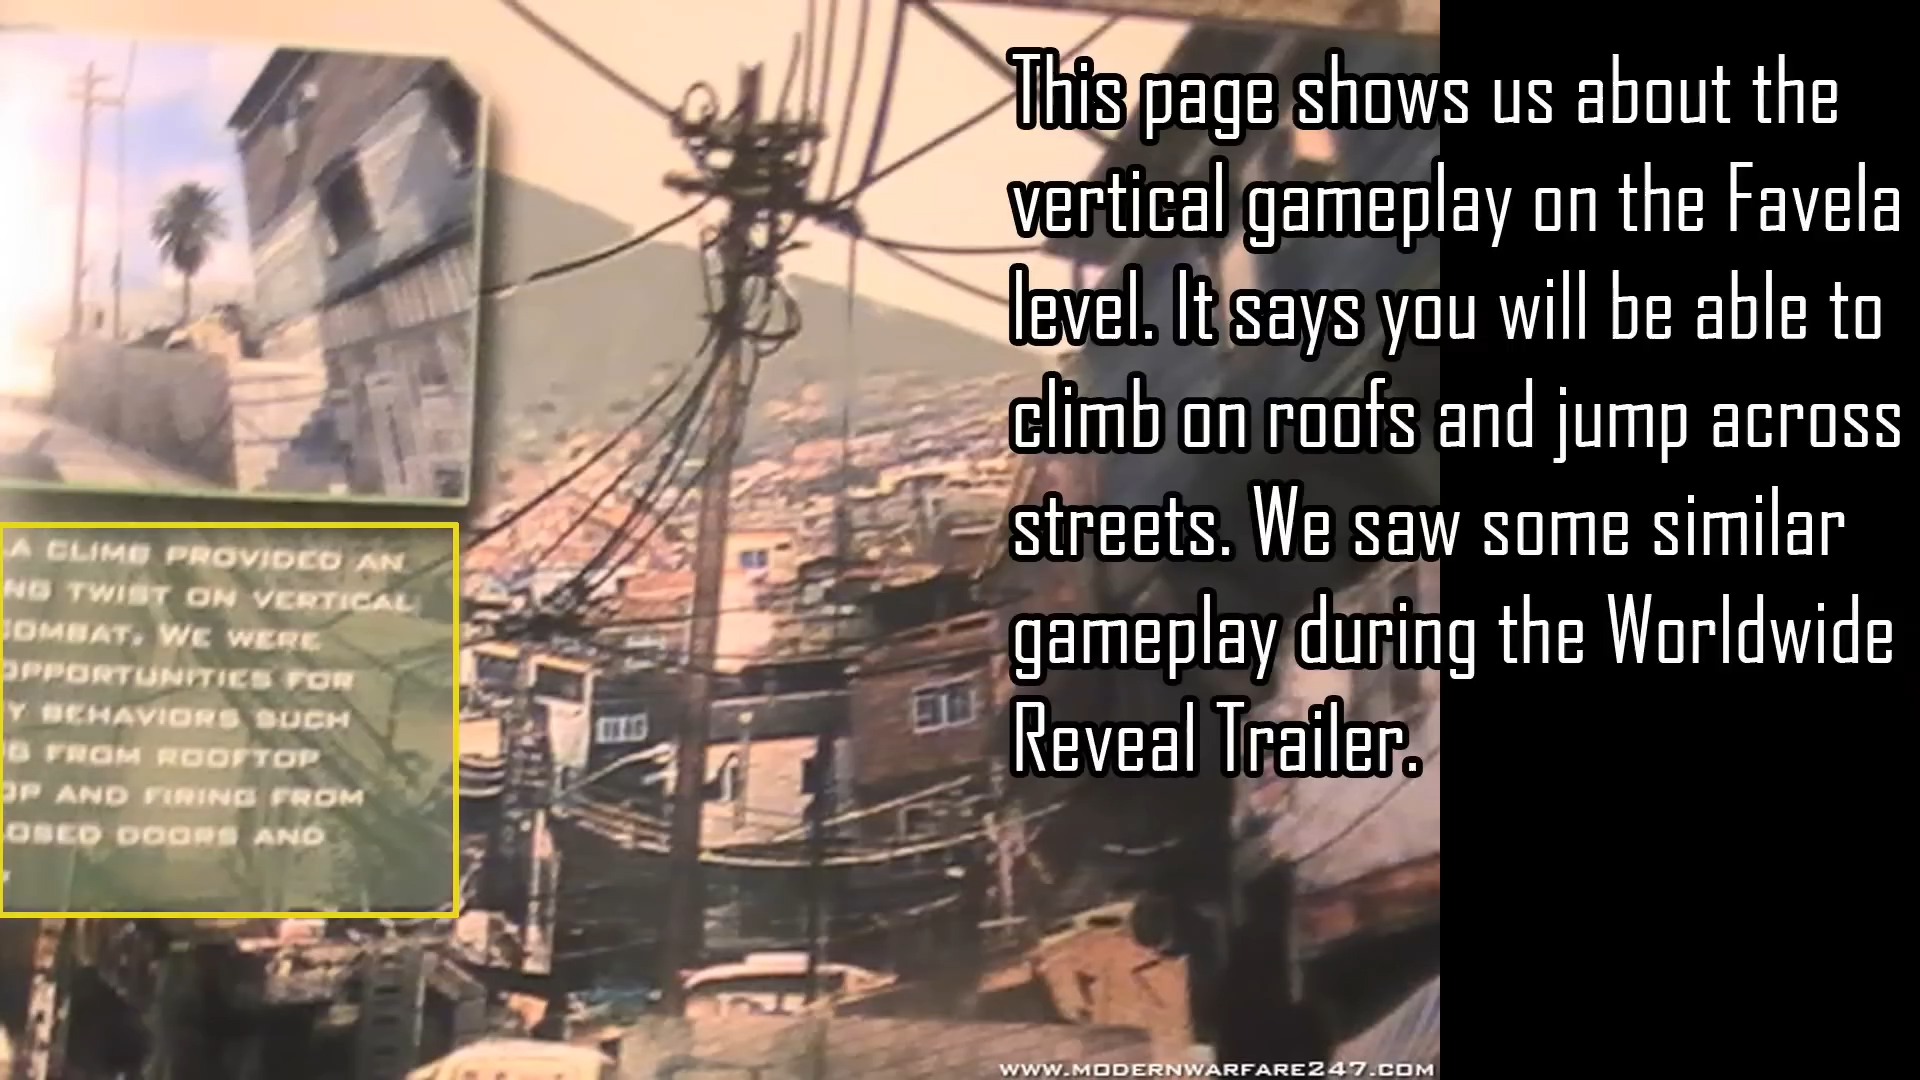 This page shows us about the
vertical gameplay on the Favela
level. It says you will be able to
climb on roofs and jump across
streets. We saw some similar
gameplay during the Worldwide
Reveal Trailer.
CLIMB PROVIDED AN
TWIST ON VERTICAL
COMBAT. WE WERE
OPPORTUNITIES FOR
BEHAVIORS SUCH
FROM ROOFTOP
AND FIRING FROM
DOORS AND
WWW.MODERNWARFARE247.COM